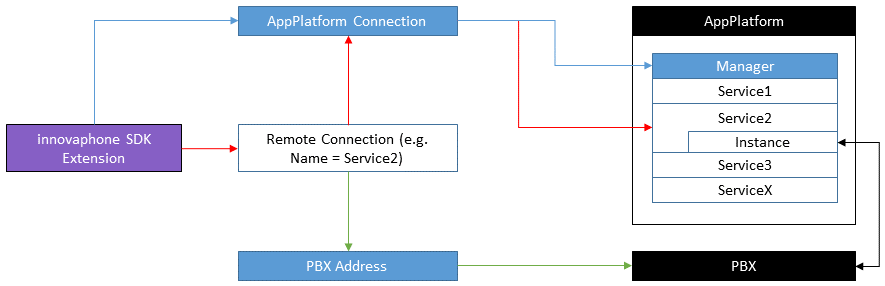 AppPlatform Connection
AppPlatform
Manager
Service1
Service2
Instance
Service3
ServiceX
innovaphone SDK
Extension
Remote Connection (e.g.
Name = Service2)
PBX Address
PBX